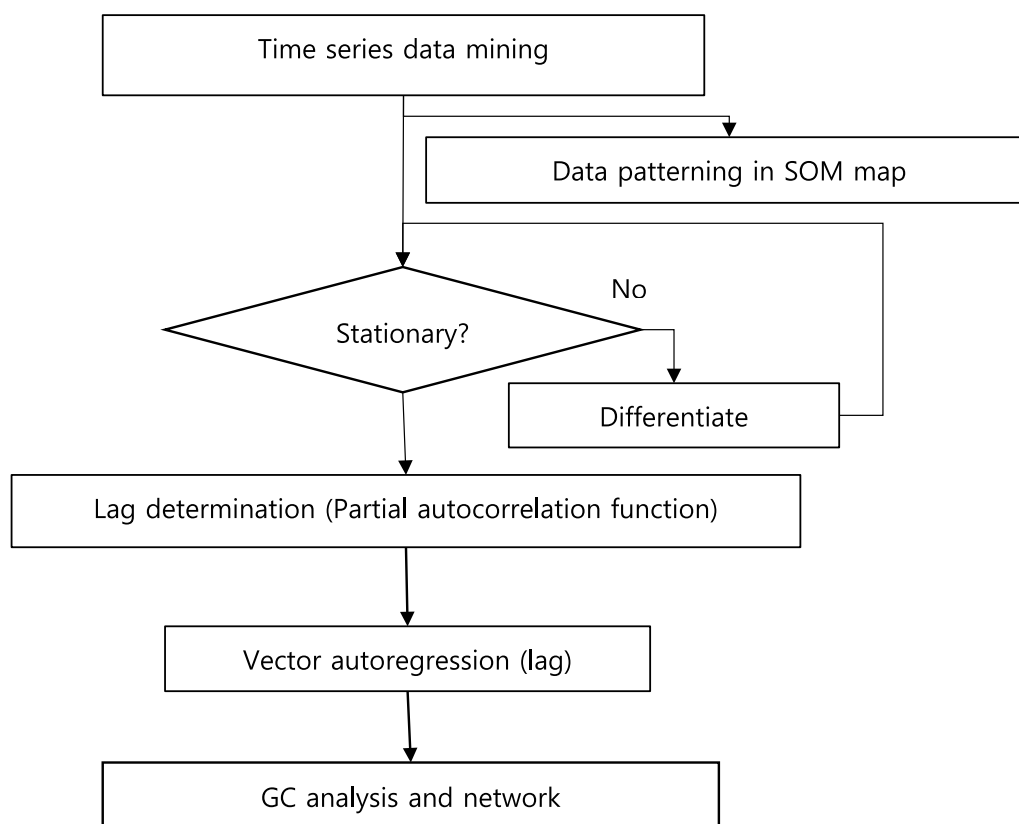 Time series data mining
Data patterning in SOM map
No
Stationary?
Differentiate
Lag determination (Partial autocorrelation function)
Vector autoregression (lag)
GC analysis and network